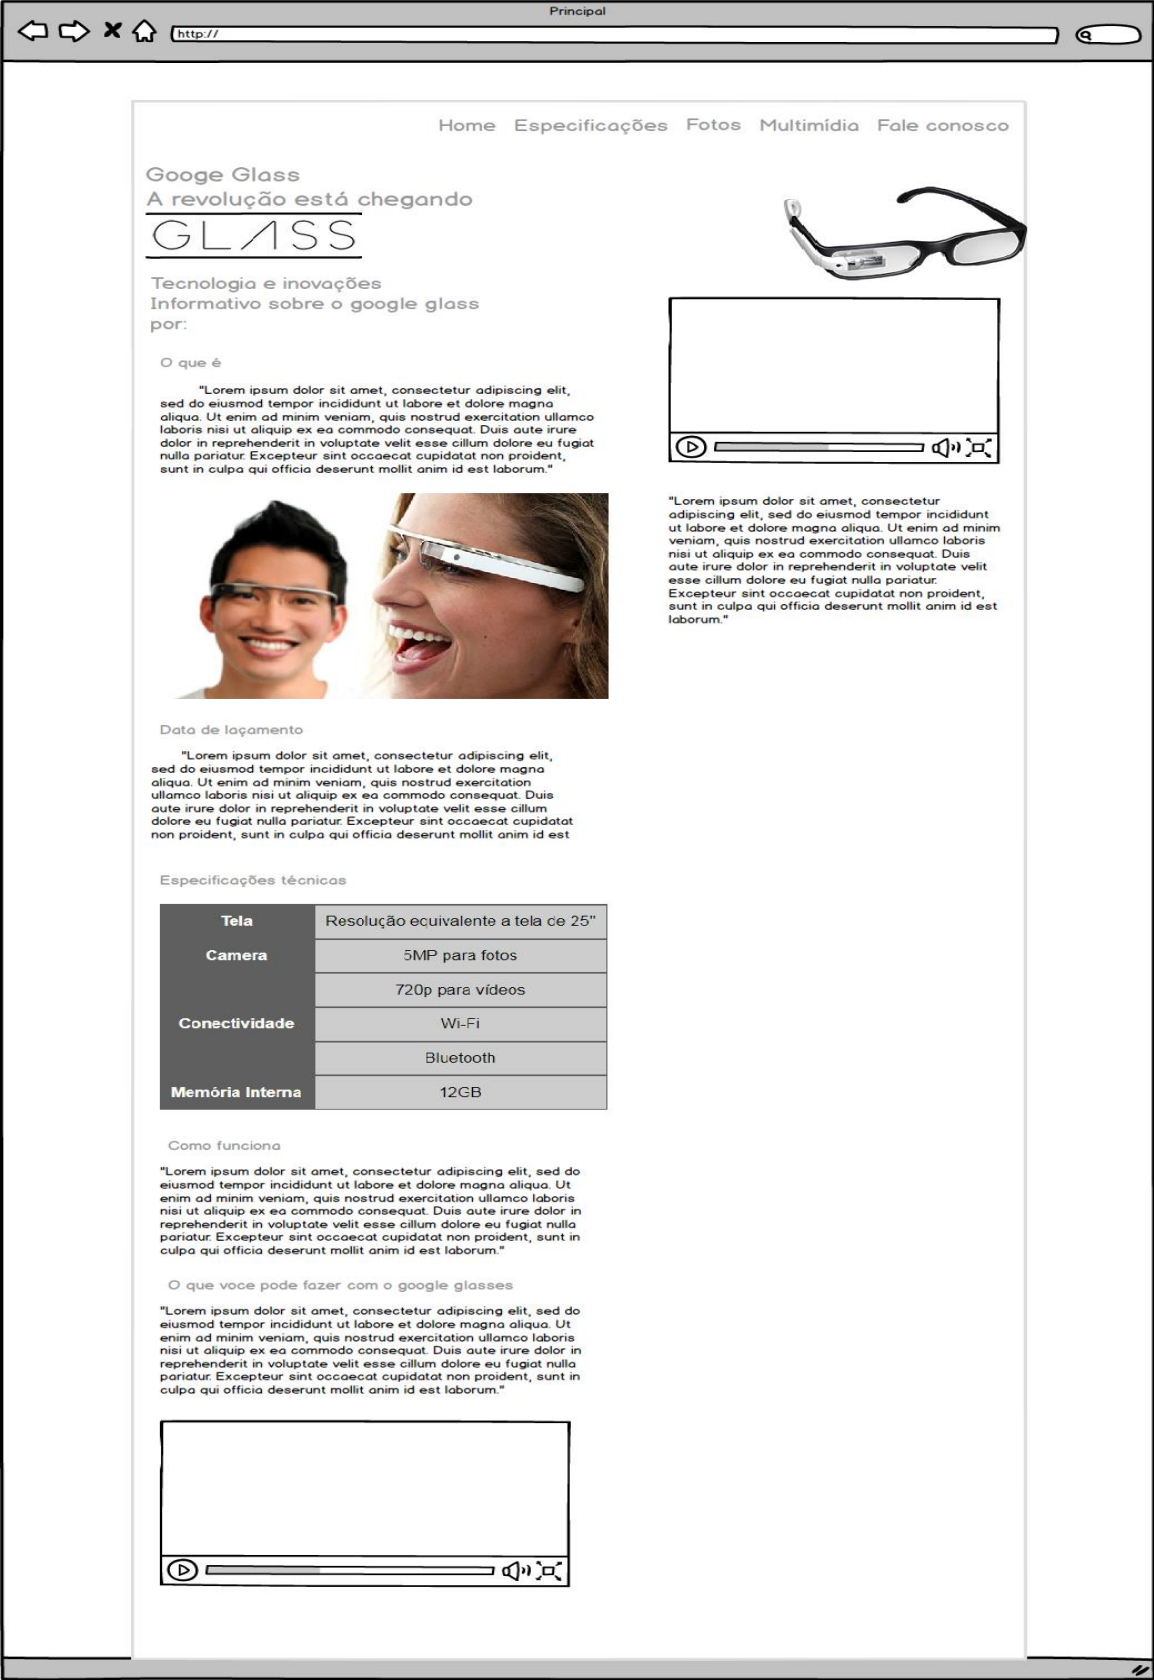 Principal
http://
Home Especificações Fotos Multimídia Fale conosco
Googe Glass
A revolução está chegando
GLASS
Tecnologia e inovações
Informativo sobre o google glass
por:
O que é
"Lorem ipsum dolor sit amet, consectetur adipiscing elit,
sed do eiusmod tempor incididunt ut labore et dolore magna
aliqua. Ut enim ad minim veniam, quis nostrud exercitation ullamco
laboris nisi ut aliquip ex ea commodo consequat. Duis aute irure
dolor in reprehenderit in voluptate velit esse cillum dolore eu fugiat
nulla pariatur. Excepteur sint occaecat cupidatat non proident,
sunt in culpa qui officia deserunt mollit anim id est laborum."
"Lorem ipsum dolor sit amet, consectetur
adipiscing elit, sed do eiusmod tempor incididunt
ut labore et dolore magna aliqua. Ut enim ad minim
veniam, quis nostrud exercitation ullamco laboris
nisi ut aliquip ex ea commodo consequat. Duis
aute irure dolor in reprehenderit in voluptate velit
esse cillum dolore eu fugiat nulla pariatur.
Excepteur sint occaecat cupidatat non proident,
sunt in culpa qui officia deserunt mollit anim id est
laborum."
Data de laçamento
"Lorem ipsum dolor sit amet, consectetur adipiscing elit,
sed do eiusmod tempor incididunt ut labore et dolore magna
aliqua. Ut enim ad minim veniam, quis nostrud exercitation
ullamco laboris nisi ut aliquip ex ea commodo consequat. Duis
aute irure dolor in reprehenderit in voluptate velit esse cillum
dolore eu fugiat nulla pariatur. Excepteur sint occaecat cupidatat
non proident, sunt in culpa qui officia deserunt mollit anim id est
Especificações técnicas
Tela Resolução equivalente a tela de 25"
Camera 5MP para fotos
720p para vídeos
Conectividade Wi-Fi
Bluetooth
Memória Interna 12GB
Como funciona
"Lorem ipsum dolor sit amet, consectetur adipiscing elit, sed do
eiusmod tempor incididunt ut labore et dolore magna aliqua. Ut
enim ad minim veniam, quis nostrud exercitation ullamco laboris
nisi ut aliquip ex ea commodo consequat. Duis aute irure dolor in
reprehenderit in voluptate velit esse cillum dolore eu fugiat nulla
pariatur. Excepteur sint occaecat cupidatat non proident, sunt in
culpa qui officia deserunt mollit anim id est laborum."
O que voce pode fazer com o google glasses
"Lorem ipsum dolor sit amet, consectetur adipiscing elit, sed do
eiusmod tempor incididunt ut labore et dolore magna aliqua. Ut
enim ad minim veniam, quis nostrud exercitation ullamco laboris
nisi ut aliquip ex ea commodo consequat. Duis aute irure dolor in
reprehenderit in voluptate velit esse cillum dolore eu fugiat nulla
pariatur. Excepteur sint occaecat cupidatat non proident, sunt in
culpa qui officia deserunt mollit anim id est laborum."